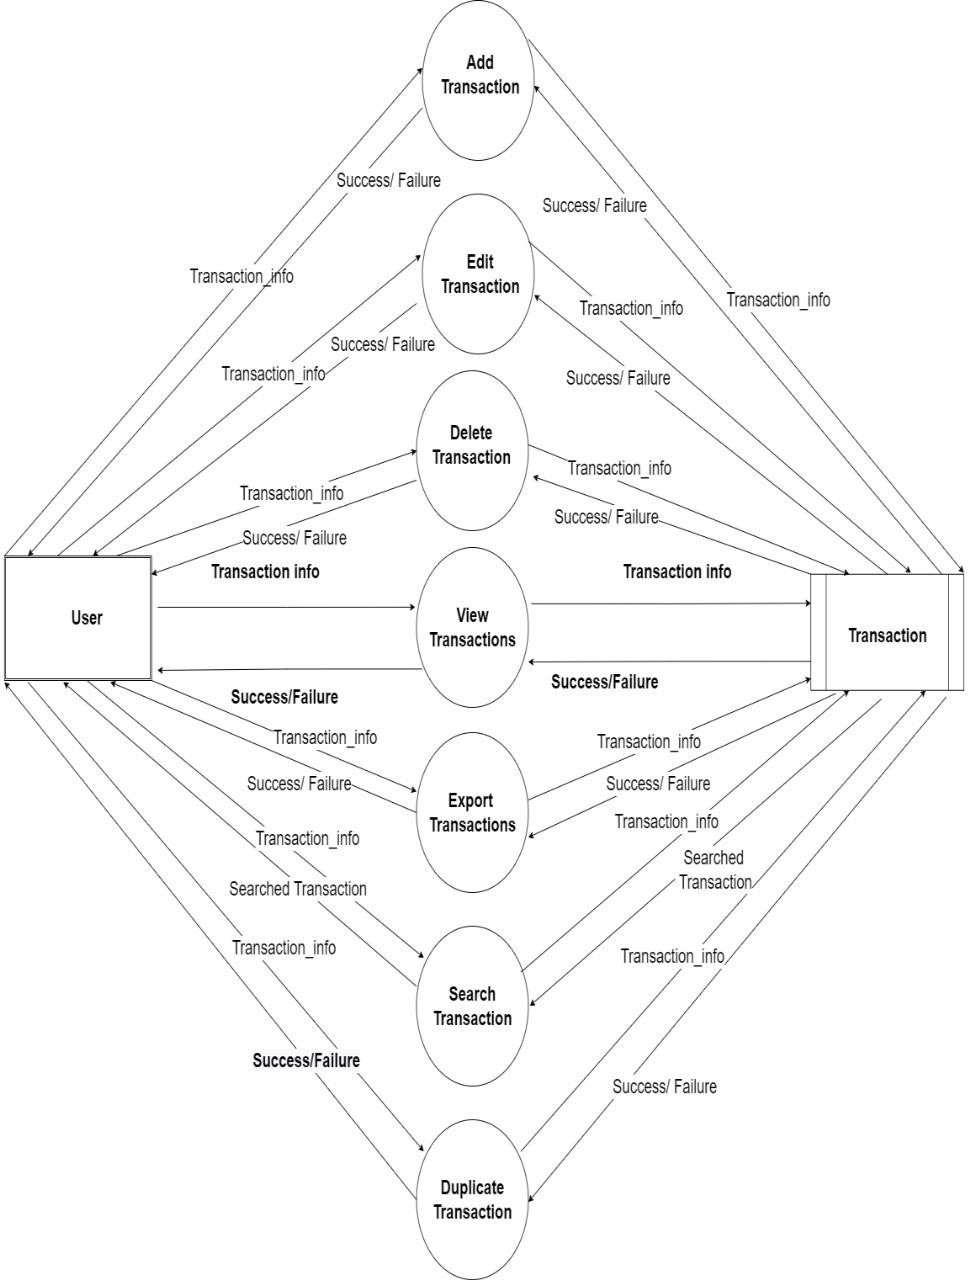 Add
Transaction
Success/ Failure
Success/ Failure
Transaction_info
Edit
Transaction
Transaction_info
Transaction_info
Success/ Failure
Transaction_info
Success/ Failure
Delete
Transaction
Transaction_info
Transaction_info
Success/ Failure
Success/ Failure
Transaction info
Transaction info
User
View
Transactions
Transaction
Success/Failure
Success/Failure
Transaction_info
Transaction_info
Success/ Failure
Success/ Failure
Export
Transactions
Transaction_info
Transaction_info
Searched
Transaction
Searched Transaction
Transaction_info
Transaction_info
Search
Transaction
Success/Failure
Success/ Failure
Duplicate
Transaction